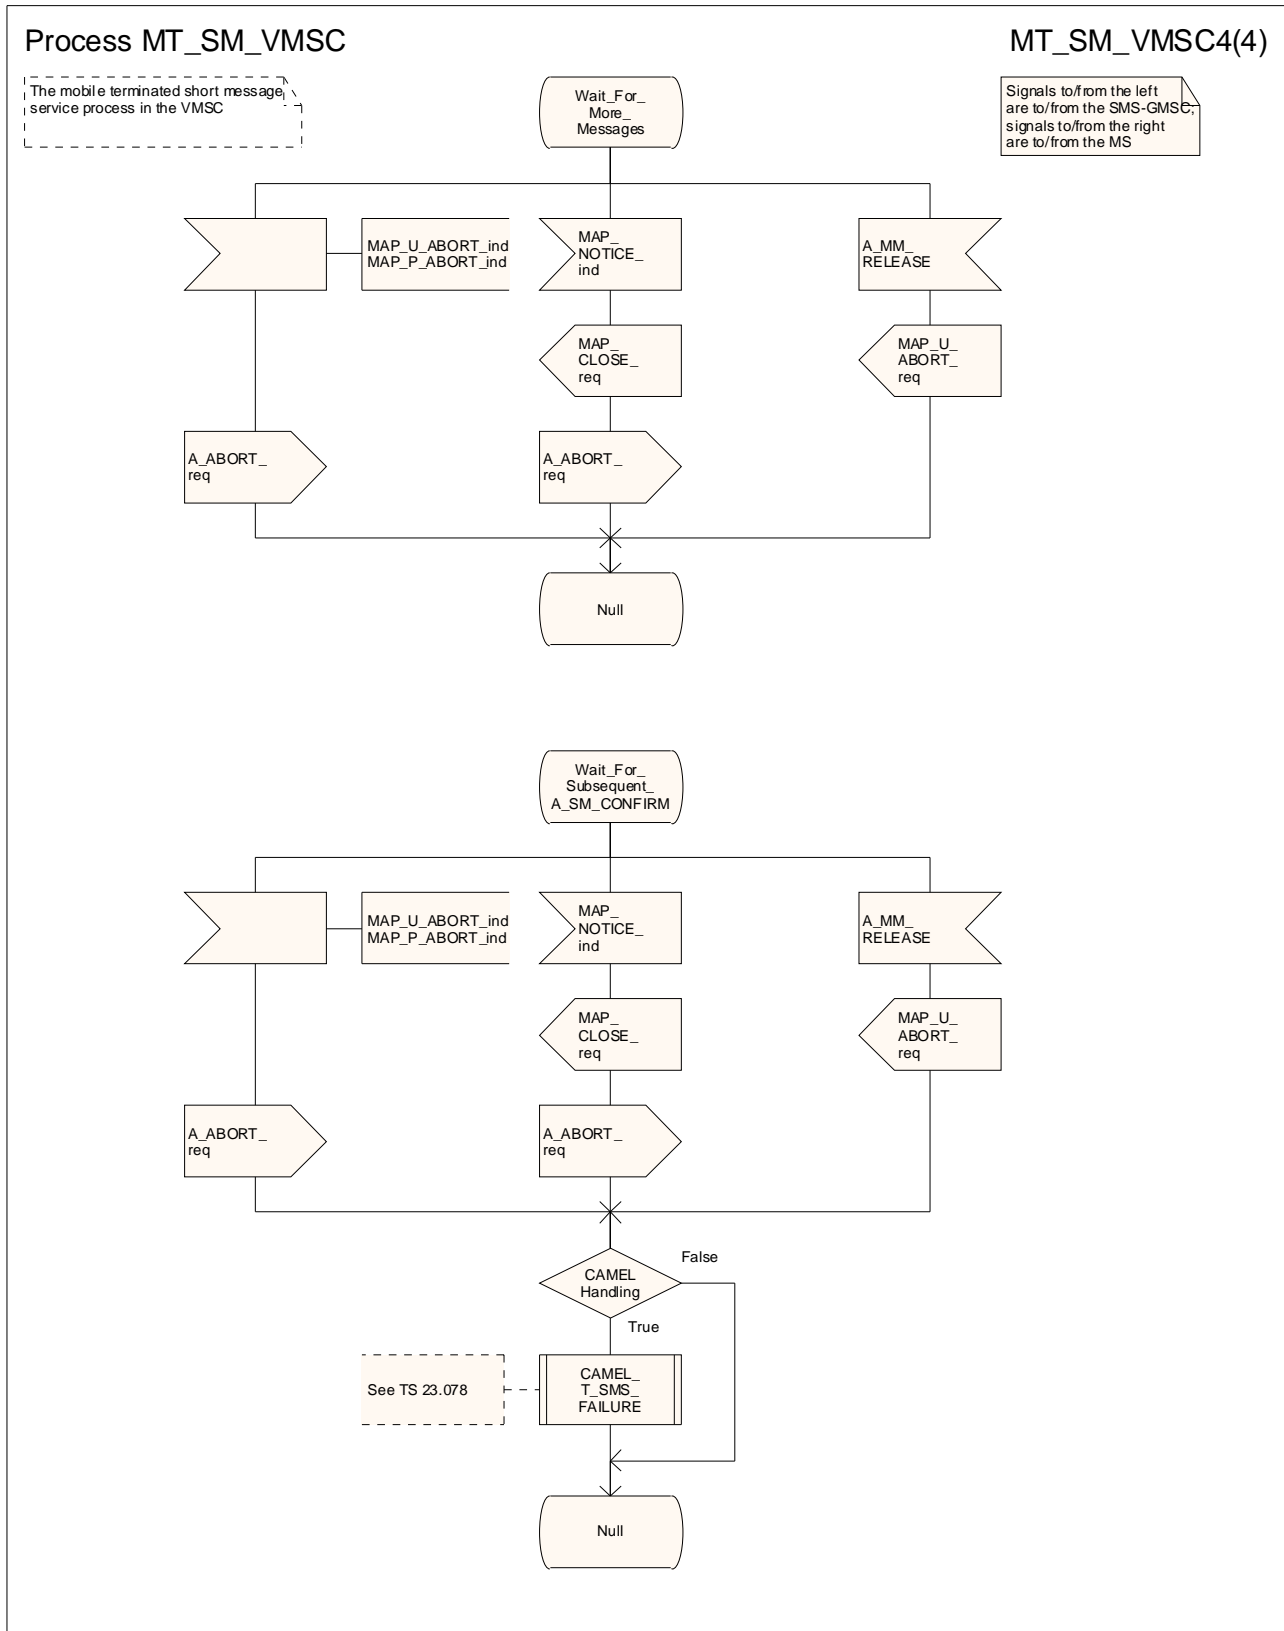 Process MT_SM_VMSC
MT_SM_VMSC4(4)
The mobile terminated short message
service process in the VMSC
Wait_For_
More_
Messages
Signals to/from the left
are to/from the SMS-GMSC;
signals to/from the right
are to/from the MS
MAP_U_ABORT_ind
MAP_P_ABORT_ind
MAP_
NOTICE_
ind
A_MM_
RELEASE
MAP_
CLOSE_
req
MAP_U_
ABORT_
req
A_ABORT_
req
A_ABORT_
req
Null
Wait_For_
Subsequent_
A_SM_CONFIRM
MAP_U_ABORT_ind
MAP_P_ABORT_ind
MAP_
NOTICE_
ind
A_MM_
RELEASE
MAP_
CLOSE_
req
MAP_U_
ABORT_
req
A_ABORT_
req
A_ABORT_
req
False
CAMEL
Handling
True
See TS 23.078
CAMEL_
T_SMS_
FAILURE
Null